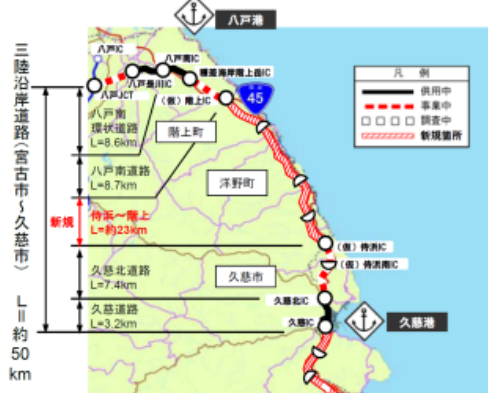 八戸港
八戸IC
八戸南IC
八戸是川IC
種差海岸階上岳IC
八戸JCT
(仮)階上IC
45
凡 例
供用中
事業中
調査中
新規箇所
三陸沿岸道路(宮古市～久慈市) L=約50km
八戸南
環状道路
L=8.6km
階上町
八戸南道路
L=8.7km
洋野町
新規
侍浜～階上
L=約23km
(仮)侍浜IC
(仮)侍浜南IC
久慈市
久慈北道路
L=7.4km
久慈北IC
久慈道路
L=3.2km
久慈IC
久慈港